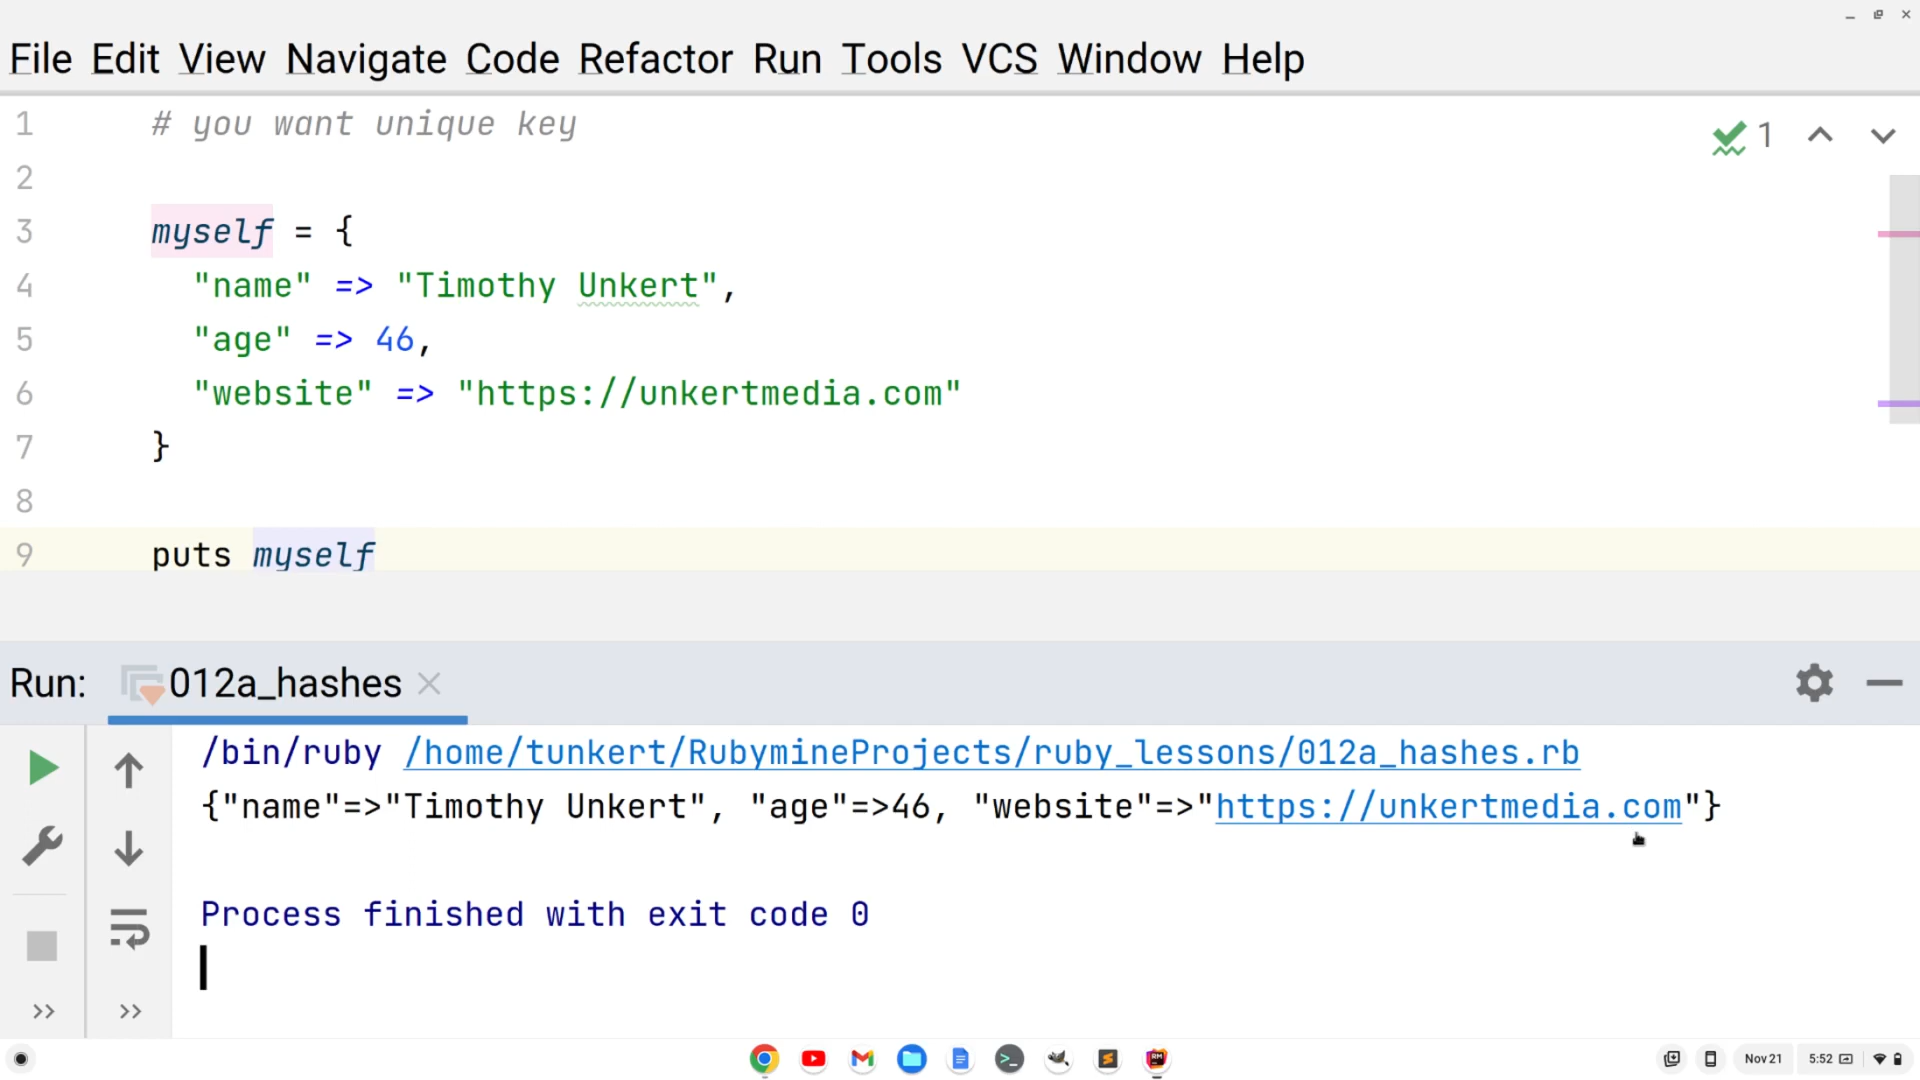 File Edit View Navigate Code Refactor Run Tools VCS Window Help
1 # you want unique key
1
2
3 myself = {
4 "name" => "Timothy Unkert",
5 "age" => 46,
6 "website" => "https://unkertmedia.com"
7 }
8
9 puts myself
Run: 012a_hashes
/bin/ruby /home/tunkert/RubymineProjects/ruby_lessons/012a_hashes.rb
{"name"=>"Timothy Unkert", "age"=>46, "website"=>"https://unkertmedia.com"}
Process finished with exit code 0
Nov 21 5:52